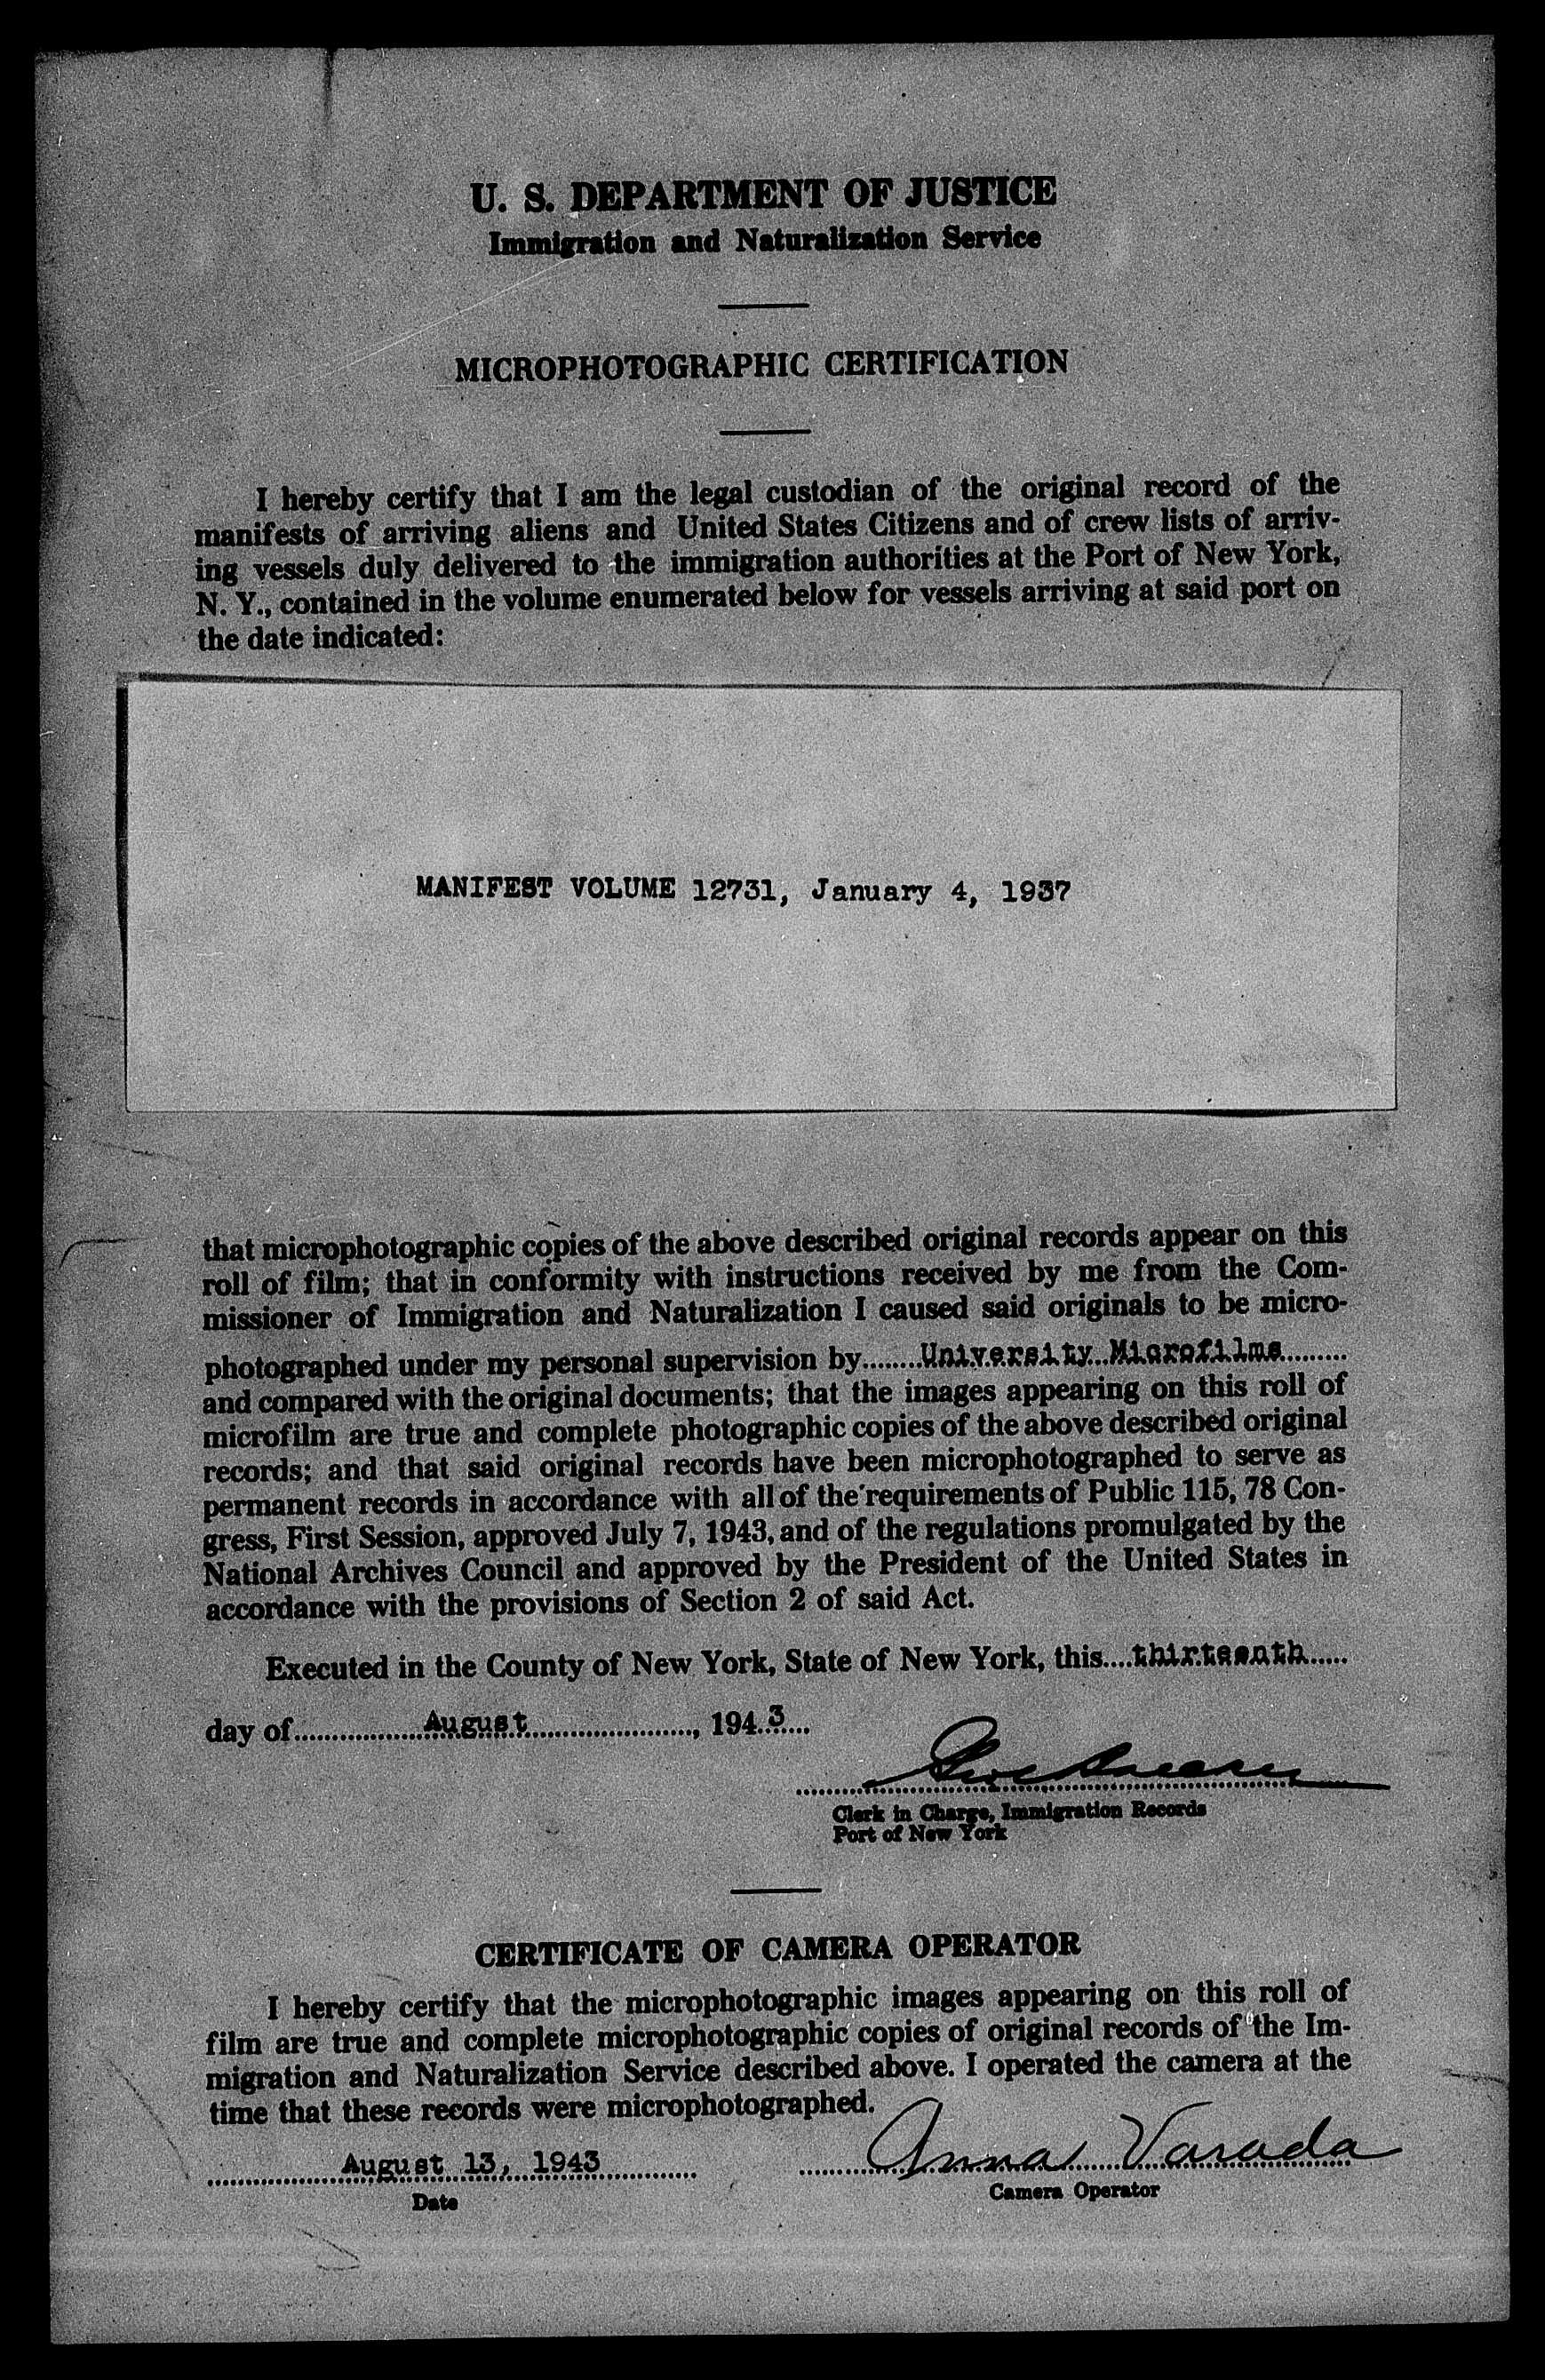 U. S. DEPARTMENT OF JUSTICE
Immigration and Naturalization Service
MICROPHOTOGRAPHIC CERTIFICATION
I hereby certify that I am the legal custodian of the original record of the
manifests of arriving aliens and United States Citizens and of crew lists of arriv-
ing vessels duly delivered to the immigration authorities at the Port of New York,
N. Y., contained in the volume enumerated below for vessels arriving at said port on
the date indicated:
MANIFEST VOLUME 12731, January 4, 1937
that microphotographic copies of the above described original records appear on this
roll of film; that in conformity with instructions received by me from the Com-
missioner of Immigration and Naturalization I caused said originals to be micro-
photographed under my personal supervision by........University Microfilms.........
and compared with the original documents; that the images appearing on this roll of
microfilm are true and complete photographic copies of the above described original
records; and that said original records have been microphotographed to serve as
permanent records in accordance with all of the requirements of Public 115, 78 Con-
gress, First Session, approved July 7, 1943, and of the regulations promulgated by the
National Archives Council and approved by the President of the United States in
accordance with the provisions of Section 2 of said Act.
Executed in the County of New York, State of New York, this....thirteenth.....
day of..................August......................, 194..3....
Clerk in Charge, Immigration Records
Port of New York
CERTIFICATE OF CAMERA OPERATOR
I hereby certify that the microphotographic images appearing on this roll of
film are true and complete microphotographic copies of original records of the Im-
migration and Naturalization Service described above. I operated the camera at the
time that these records were microphotographed.
August 13, 1943 Anna Varada
Date Camera Operator